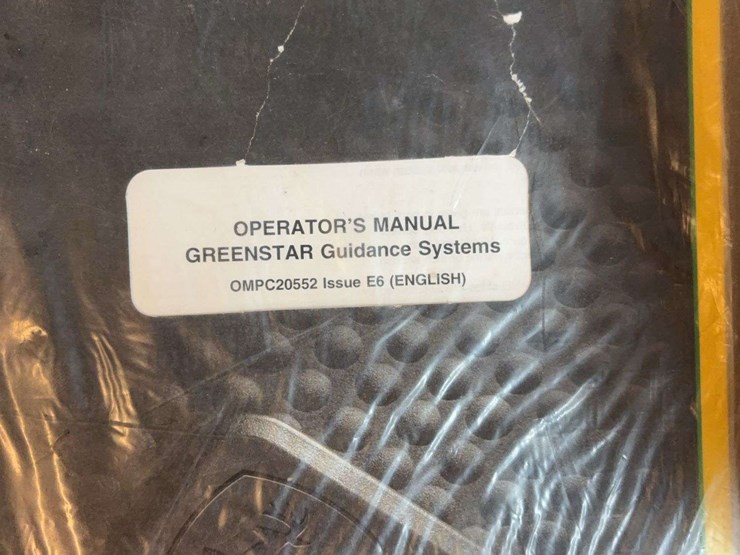 OPERATOR'S MANUAL
GREENSTAR Guidance Systems
OMPC20552 Issue E6 (ENGLISH)